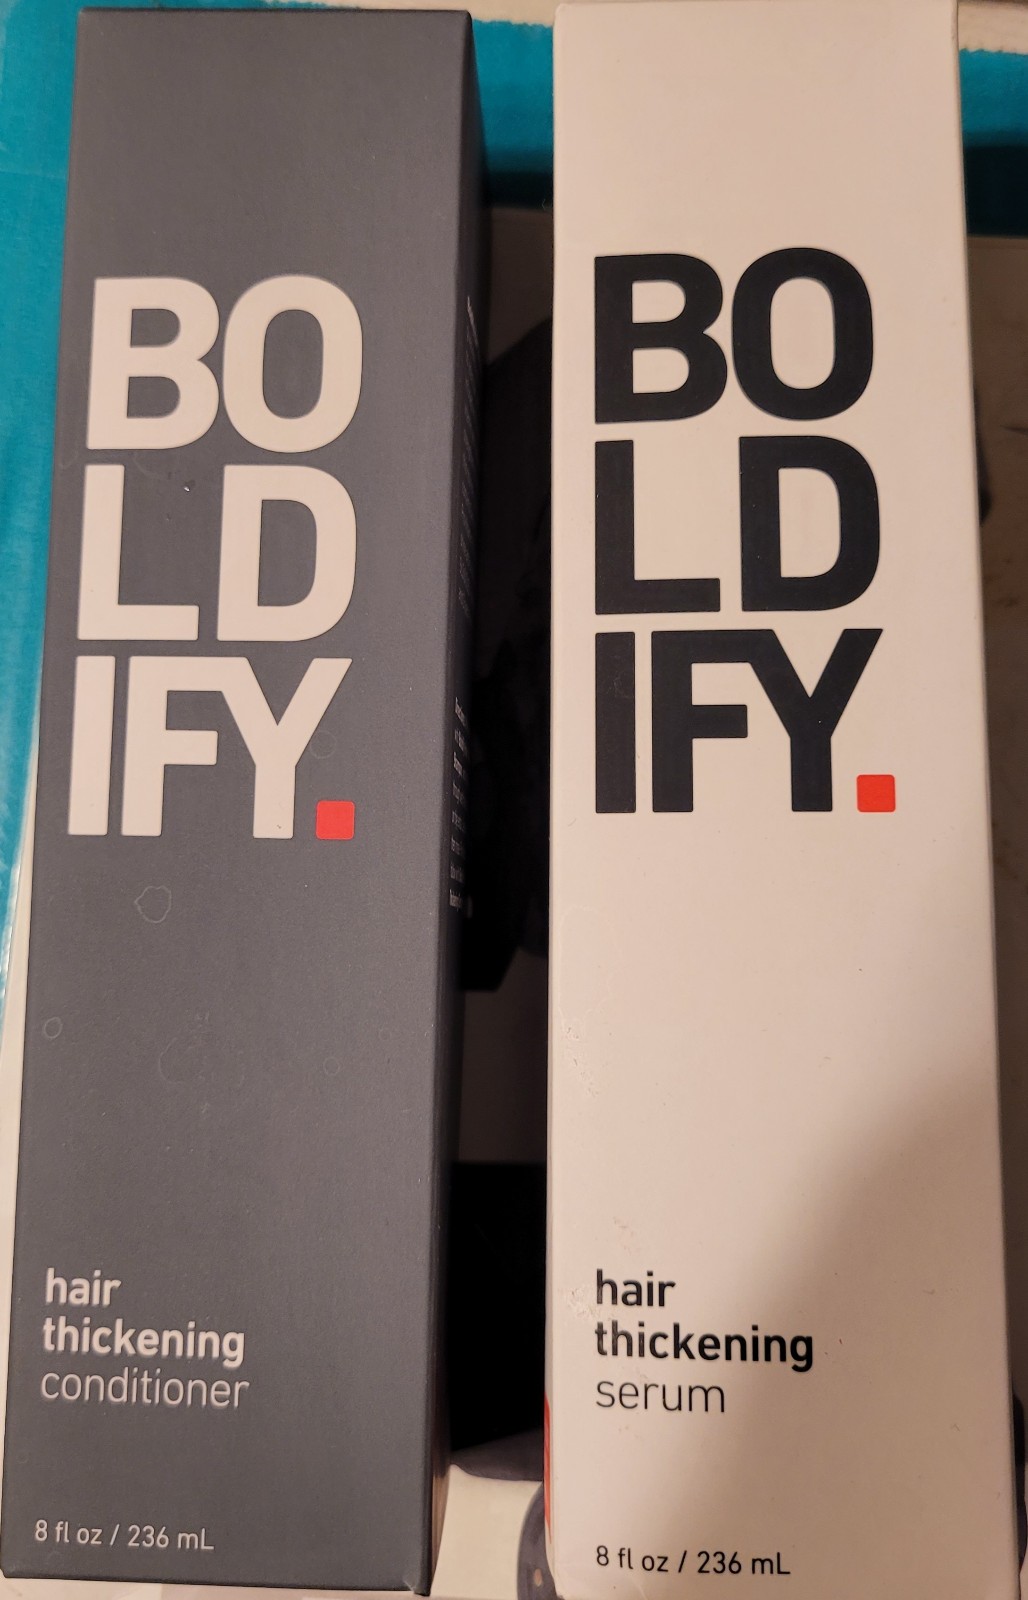 BO
LD
IFY.
hair
thickening
conditioner
8 fl oz / 236 mL
BO
LD
IFY.
hair
thickening
serum
8 fl oz / 236 mL